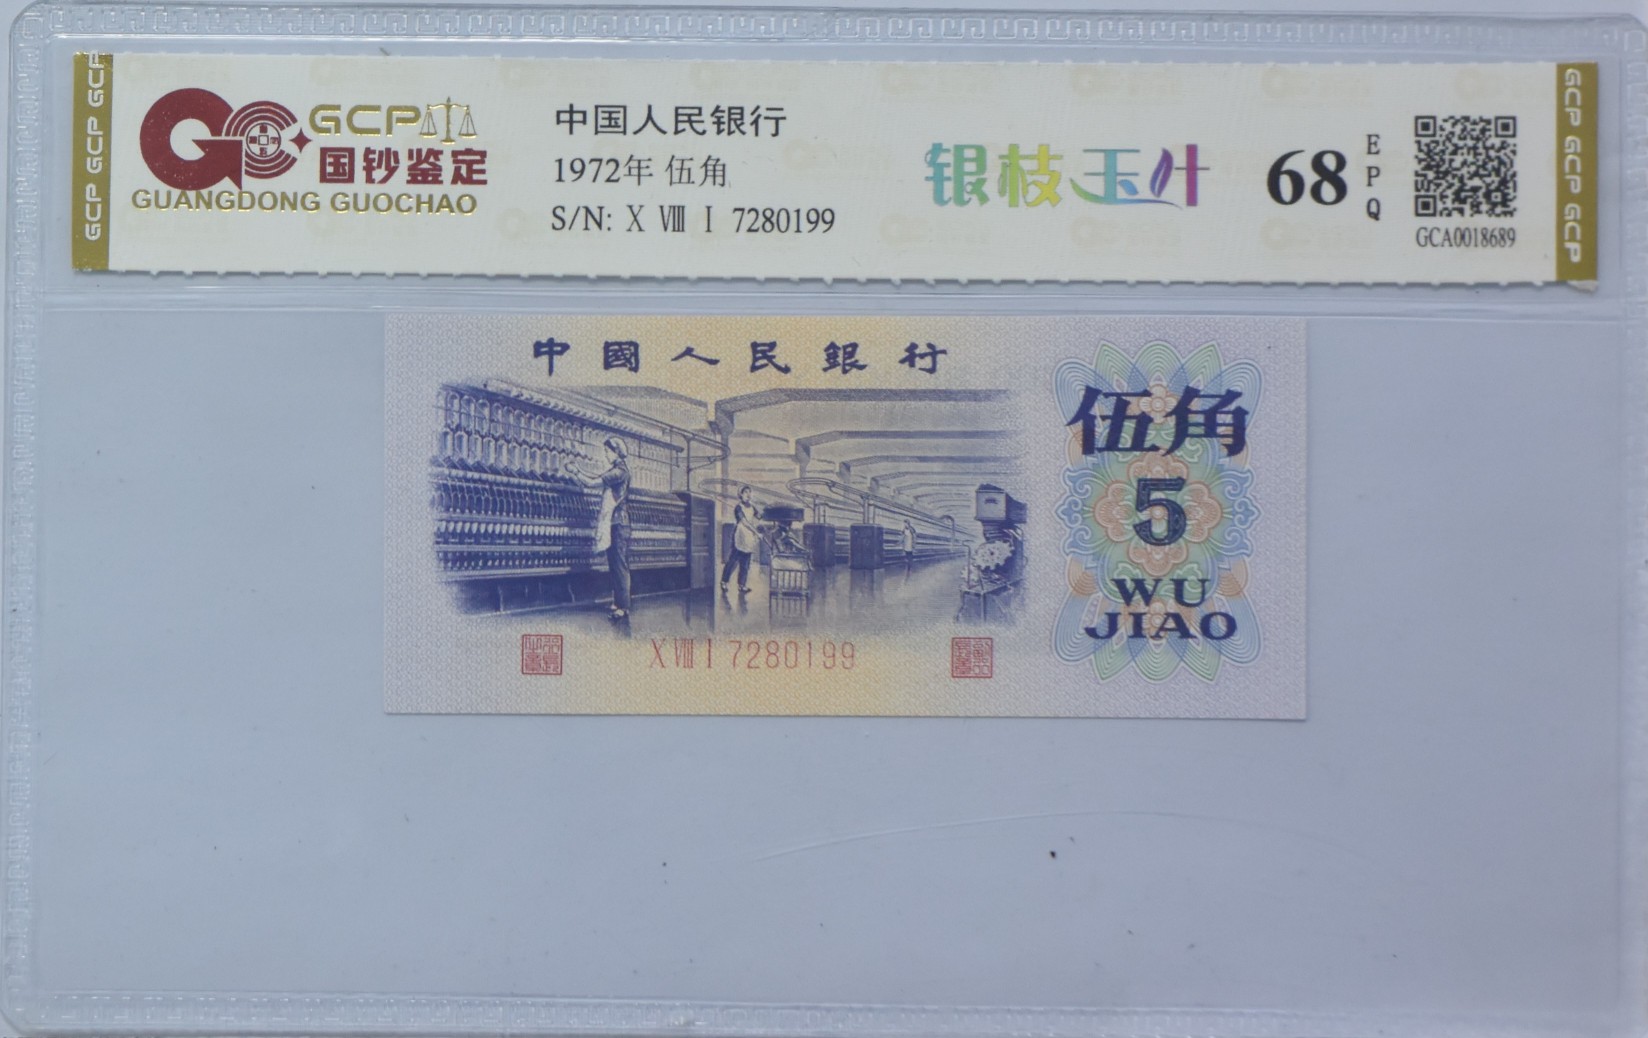 GCP GCP GCP
GCP
国钞鉴定
GUANGDONG GUOCHAO
中国人民银行
1972年 伍角
S/N: X Ⅷ I 7280199
银枝玉叶
68
EPQ
GCA0018689
GCP GCP GCP
中國人民銀行
伍角
5
WU
JIAO
X Ⅷ I 7280199